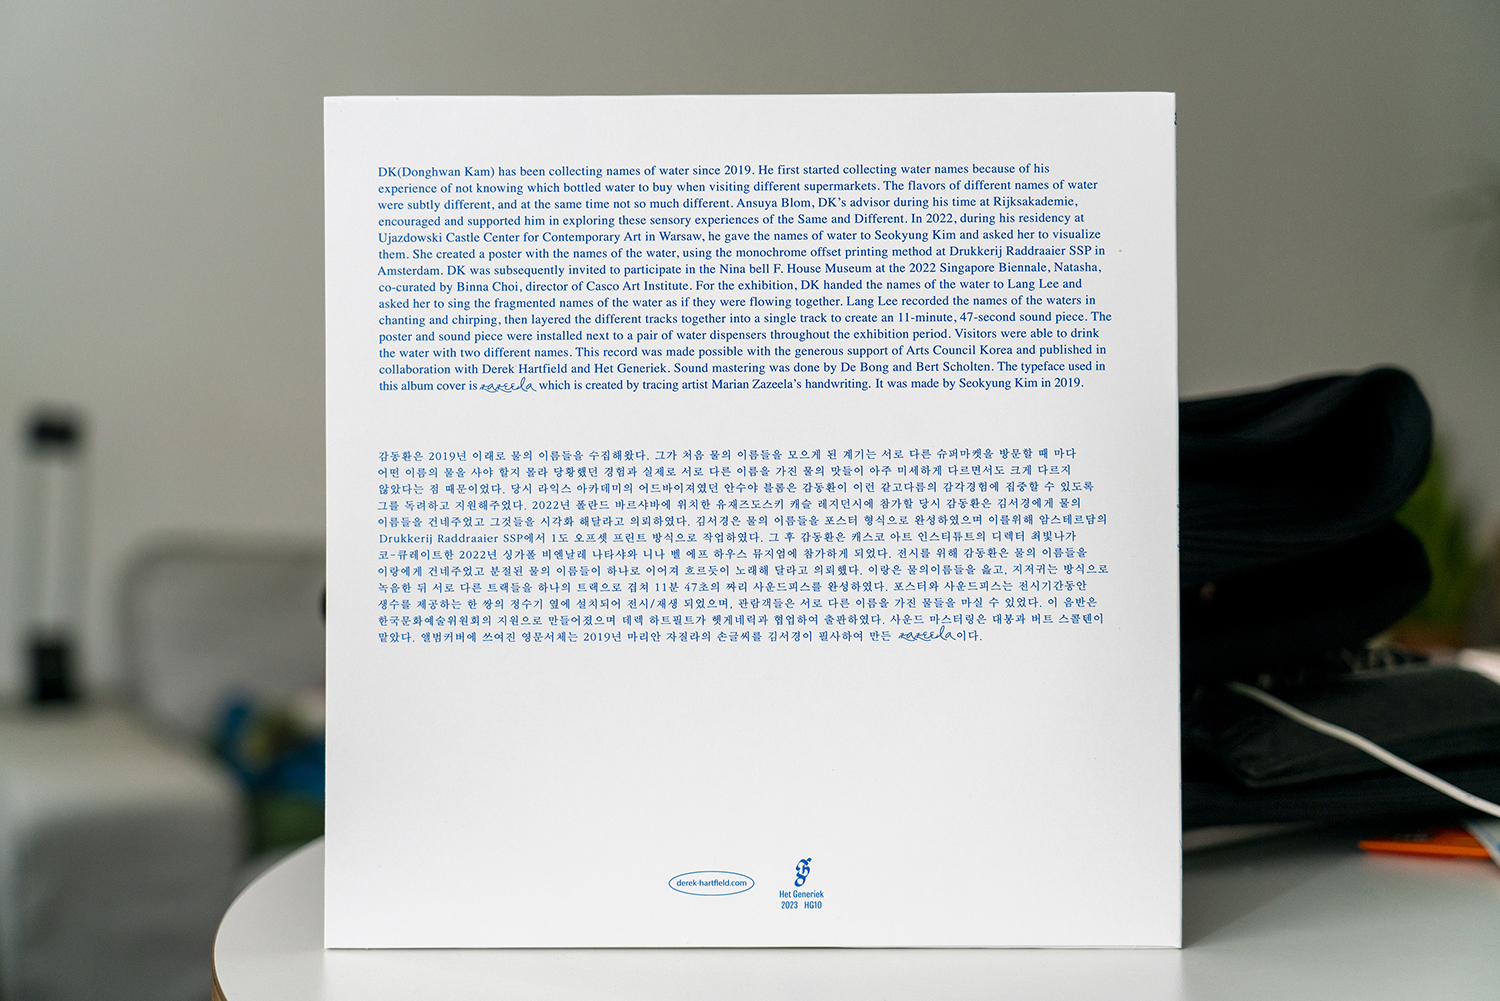 DK(Donghwan Kam) has been collecting names of water since 2019. He first started collecting water names because of his
experience of not knowing which bottled water to buy when visiting different supermarkets. The flavors of different names of water
were subtly different, and at the same time not so much different. Ansuya Blom, DK's advisor during his time at Rijksakademie,
encouraged and supported him in exploring these sensory experiences of the Same and Different. In 2022, during his residency at
Ujazdowski Castle Center for Contemporary Art in Warsaw, he gave the names of water to Seokyung Kim and asked her to visualize
them. She created a poster with the names of the water, using the monochrome offset printing method at Drukkerij Raddraaier SSP in
Amsterdam. DK was subsequently invited to participate in the Nina bell F. House Museum at the 2022 Singapore Biennale, Natasha,
co-curated by Binna Choi, director of Casco Art Institute. For the exhibition, DK handed the names of the water to Lang Lee and
asked her to sing the fragmented names of the water as if they were flowing together. Lang Lee recorded the names of the waters in
chanting and chirping, then layered the different tracks together into a single track to create an 11-minute, 47-second sound piece. The
poster and sound piece were installed next to a pair of water dispensers throughout the exhibition period. Visitors were able to drink
the water with two different names. This record was made possible with the generous support of Arts Council Korea and published in
collaboration with Derek Hartfield and Het Generiek. Sound mastering was done by De Bong and Bert Scholten. The typeface used in
this album cover is zazeela which is created by tracing artist Marian Zazeela's handwriting. It was made by Seokyung Kim in 2019.
감동환은 2019년 이래로 물의 이름들을 수집해왔다. 그가 처음 물의 이름들을 모으게 된 계기는 서로 다른 슈퍼마켓을 방문할 때 마다
어떤 이름의 물을 사야 할지 몰라 당황했던 경험과 실제로 서로 다른 이름을 가진 물의 맛들이 아주 미세하게 다르면서도 크게 다르지
않았다는 점 때문이었다. 당시 라익스 아카데미의 어드바이져였던 안수야 블롬은 감동환이 이런 같고다름의 감각경험에 집중할 수 있도록
그를 독려하고 지원해주었다. 2022년 폴란드 바르샤바에 위치한 유재즈도스키 캐슬 레지던시에 참가할 당시 감동환은 김서경에게 물의
이름들을 건네주었고 그것들을 시각화 해달라고 의뢰하였다. 김서경은 물의 이름들을 포스터 형식으로 완성하였으며 이를위해 암스테르담의
Drukkerij Raddraaier SSP에서 1도 오프셋 프린트 방식으로 작업하였다. 그 후 감동환은 캐스코 아트 인스티튜트의 디렉터 최빛나가
코-큐레이트한 2022년 싱가폴 비엔날레 나타샤와 니나 벨 에프 하우스 뮤지엄에 참가하게 되었다. 전시를 위해 감동환은 물의 이름들을
이랑에게 건네주었고 분절된 물의 이름들이 하나로 이어져 흐르듯이 노래해 달라고 의뢰했다. 이랑은 물의이름들을 읊고, 지저귀는 방식으로
녹음한 뒤 서로 다른 트랙들을 하나의 트랙으로 겹쳐 11분 47초의 짜리 사운드피스를 완성하였다. 포스터와 사운드피스는 전시기간동안
생수를 제공하는 한 쌍의 정수기 옆에 설치되어 전시/재생 되었으며, 관람객들은 서로 다른 이름을 가진 물들을 마실 수 있었다. 이 음반은
한국문화예술위원회의 지원으로 만들어졌으며 데렉 하트필트가 헷게네릭과 협업하여 출판하였다. 사운드 마스터링은 대봉과 버트 스콜텐이
맡았다. 앨범커버에 쓰여진 영문서체는 2019년 마리안 자질라의 손글씨를 김서경이 필사하여 만든 zazeela이다.
derek-hartfield.com
Het Generiek
2023 HG10